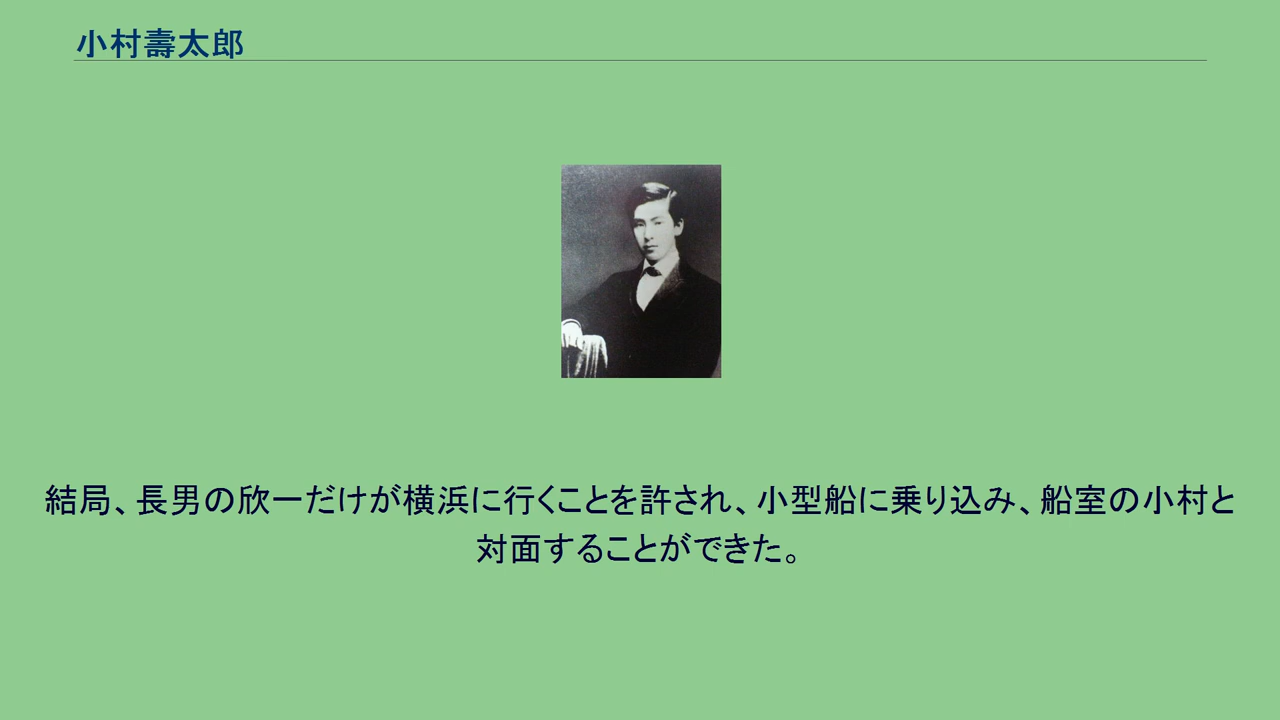 小村壽太郎
結局、長男の欣一だけが横浜に行くことを許され、小型船に乗り込み、船室の小村と
対面することができた。